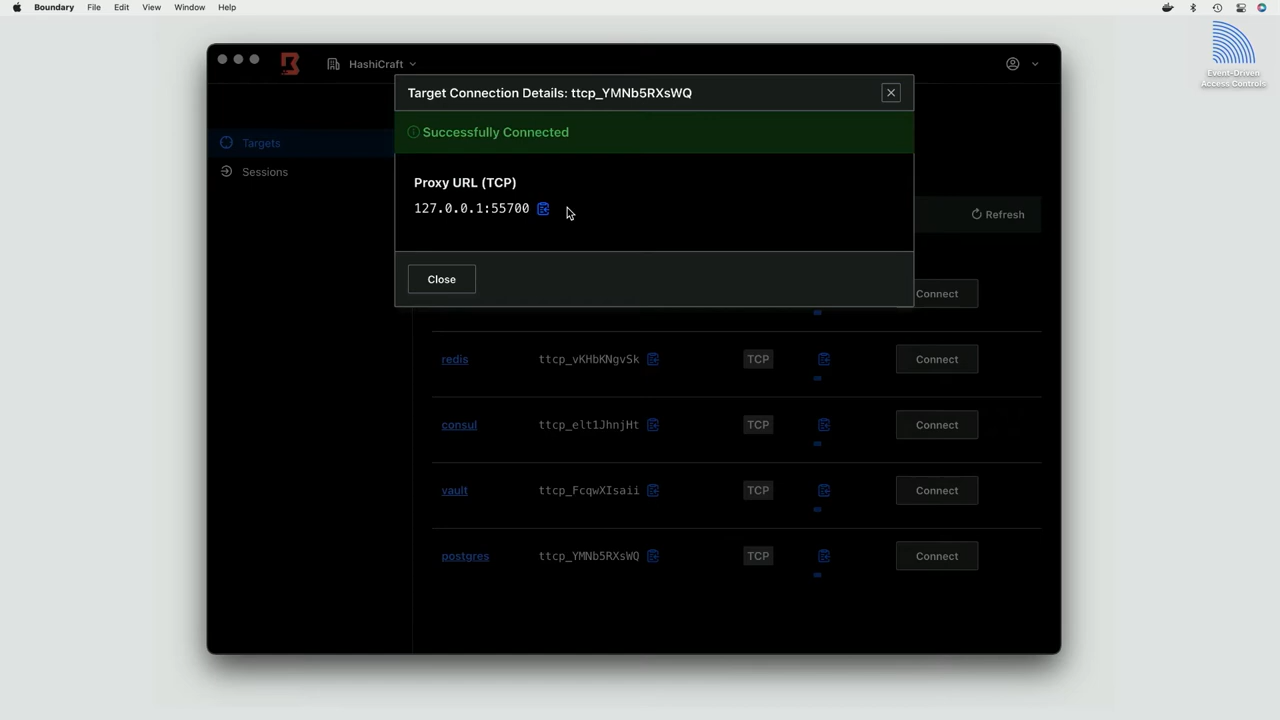 Boundary File Edit View Window Help
Event-Driven
Access Controls
HashiCraft
Target Connection Details: ttcp_YMNb5RXsWQ
Successfully Connected
Targets
Sessions
Proxy URL (TCP)
127.0.0.1:55700
Refresh
Close
Connect
redis ttcp_vKHbKNgvSk TCP Connect
consul ttcp_elt1JhnjHt TCP Connect
vault ttcp_FcqwXIsaii TCP Connect
postgres ttcp_YMNb5RXsWQ TCP Connect